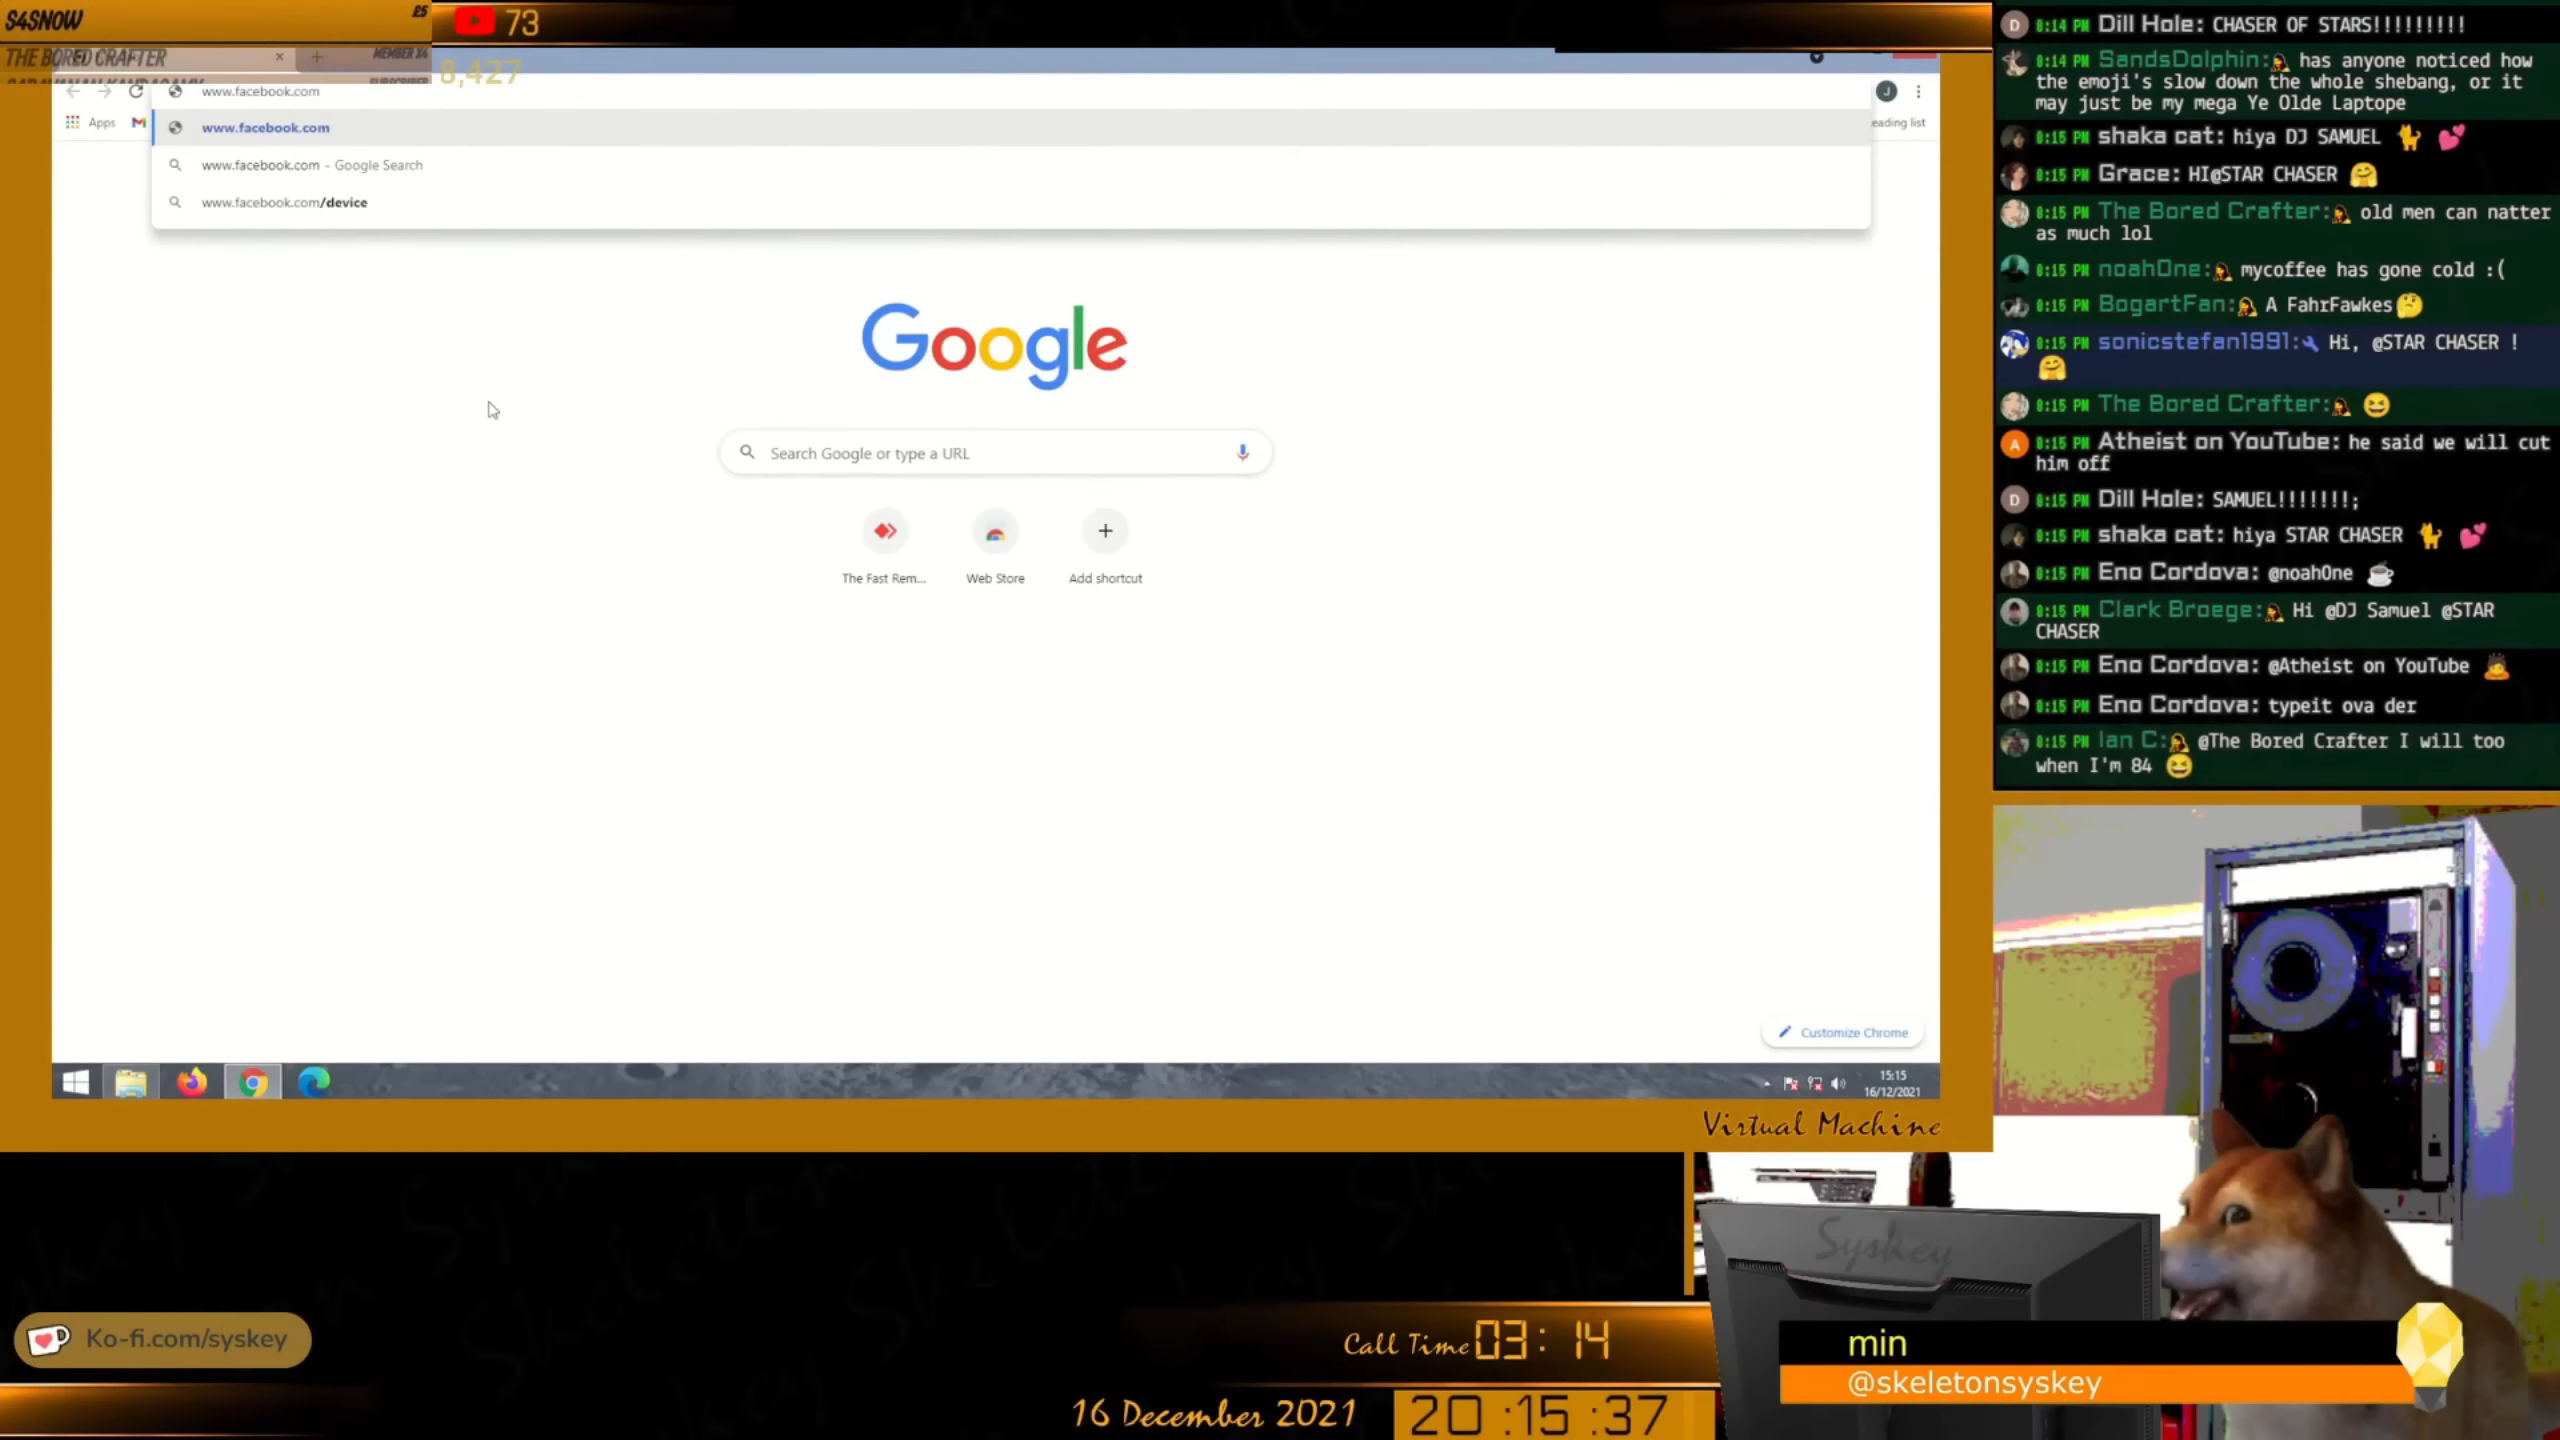 S4SNOW
£5
THE BORED CRAFTER
MEMBER X4
SUBSCRIBER
73
8,427
www.facebook.com
Apps
eading list
www.facebook.com
www.facebook.com - Google Search
www.facebook.com/device
Google
Search Google or type a URL
The Fast Rem...
Web Store
Add shortcut
Customize Chrome
15:15
16/12/2021
Virtual Machine
D 8:14 PM Dill Hole: CHASER OF STARS!!!!!!!!!
8:14 PM SandsDolphin: has anyone noticed how
the emoji's slow down the whole shebang, or it
may just be my mega Ye Olde Laptope
8:15 PM shaka cat: hiya DJ SAMUEL 🐈 💕
8:15 PM Grace: HI@STAR CHASER 🤗
8:15 PM The Bored Crafter: old men can natter
as much lol
8:15 PM noahOne: mycoffee has gone cold :(
8:15 PM BogartFan: A FahrFawkes🤔
8:15 PM sonicstefan1991: Hi, @STAR CHASER !
🤗
8:15 PM The Bored Crafter: 😆
A 8:15 PM Atheist on YouTube: he said we will cut
him off
D 8:15 PM Dill Hole: SAMUEL!!!!!!!;
8:15 PM shaka cat: hiya STAR CHASER 🐈 💕
8:15 PM Eno Cordova: @noahOne ☕
8:15 PM Clark Broege: Hi @DJ Samuel @STAR
CHASER
8:15 PM Eno Cordova: @Atheist on YouTube 🙇
8:15 PM Eno Cordova: typeit ova der
8:15 PM Ian C: @The Bored Crafter I will too
when I'm 84 😆
Syskey
Ko-fi.com/syskey
Call Time 03: 14
16 December 2021
20 :15 :37
min
@skeletonsyskey